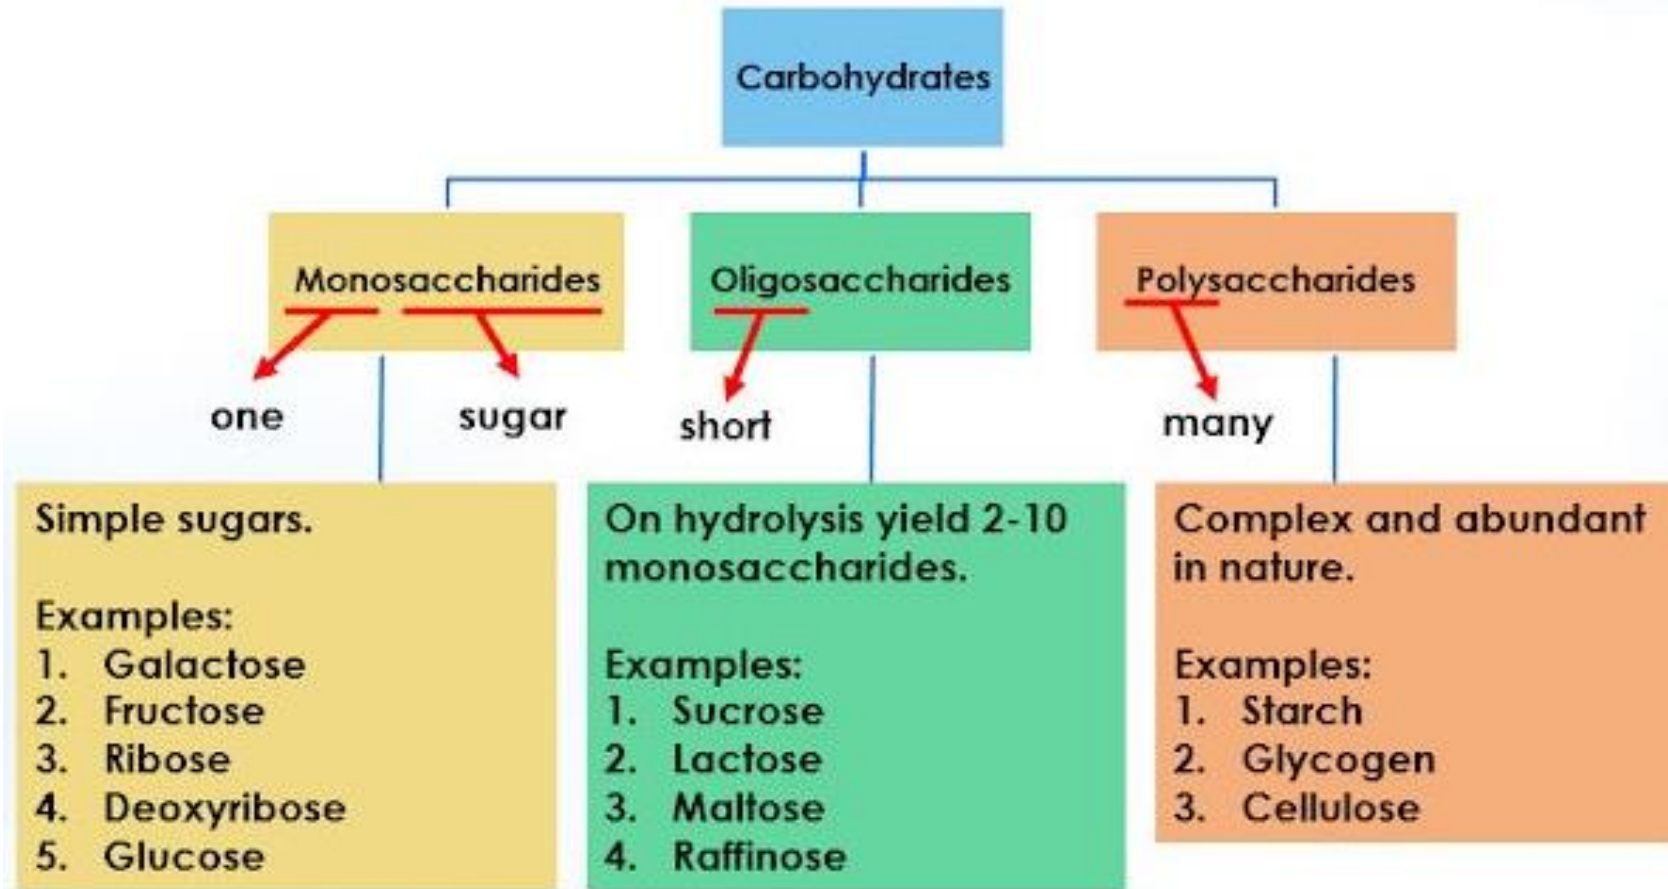 Carbohydrates
Monosaccharides
one
sugar
Oligosaccharides
short
Polysaccharides
many
Simple sugars.
Examples:
1. Galactose
2. Fructose
3. Ribose
4. Deoxyribose
5. Glucose
On hydrolysis yield 2-10
monosaccharides.
Examples:
1. Sucrose
2. Lactose
3. Maltose
4. Raffinose
Complex and abundant
in nature.
Examples:
1. Starch
2. Glycogen
3. Cellulose